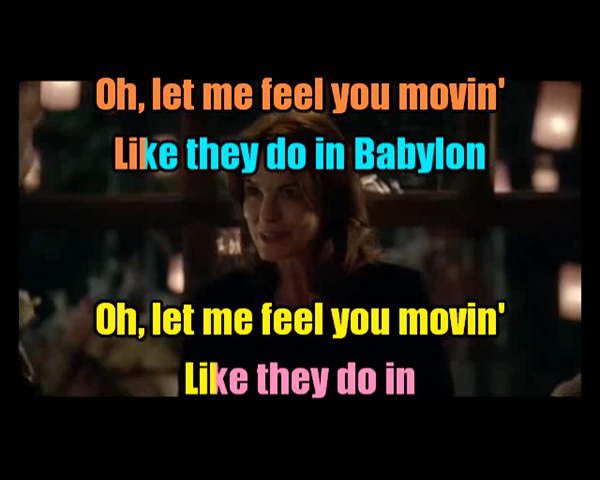 Oh, let me feel you movin'
Like they do in Babylon
Oh, let me feel you movin'
Like they do in